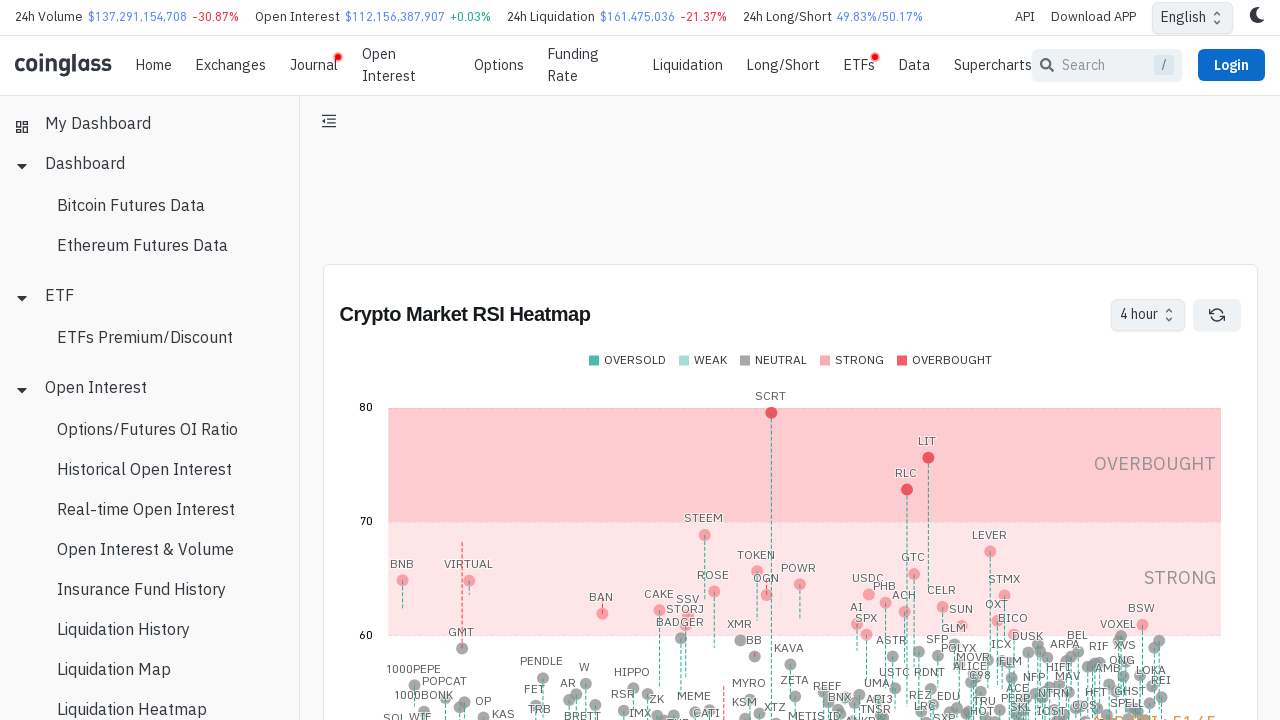 24h Volume $137,291,154,708 -30.87% Open Interest $112,156,387,907 +0.03% 24h Liquidation $161,475,036 -21.37% 24h Long/Short 49.83%/50.17% API Download APP English
coinglass Home Exchanges Journal Open Interest Options Funding Rate Liquidation Long/Short ETFs Data Supercharts Search / Login
My Dashboard
Dashboard
Bitcoin Futures Data
Ethereum Futures Data
ETF
ETFs Premium/Discount
Open Interest
Options/Futures OI Ratio
Historical Open Interest
Real-time Open Interest
Open Interest & Volume
Insurance Fund History
Liquidation History
Liquidation Map
Liquidation Heatmap
Crypto Market RSI Heatmap
4 hour
OVERSOLD WEAK NEUTRAL STRONG OVERBOUGHT
SCRT
80
LIT
OVERBOUGHT
RLC
STEEM
70
LEVER
TOKEN GTC
BNB VIRTUAL POWR
ROSE OGN USDC STMX STRONG
PHB CELR
BAN CAKE SSV ACH
STORJ AI SUN OXT BSW
BADGER SPX BICO
XMR GLM VOXEL
60 GMT DUSK BEL
BB ASTR SFP ICX ARPA RIF XVS
KAVA POLYX
PENDLE MOVR ONG
1000PEPE W HIPPO ALICE HIFI AMB LOKA
POPCAT AR ZETA USTC RDNT C98 NFP MAV REI
FET MYRO REEF UMA ACE
1000BONK OP RSR ZK MEME KSM BNX API3 REZ EDU TRU PERP NTRN HFT GHST
TRB XTZ TNSR LRC SKL COS SPELL
SOL WIF KAS BRETT IMX CATI METIS ID SXP HOT IOST